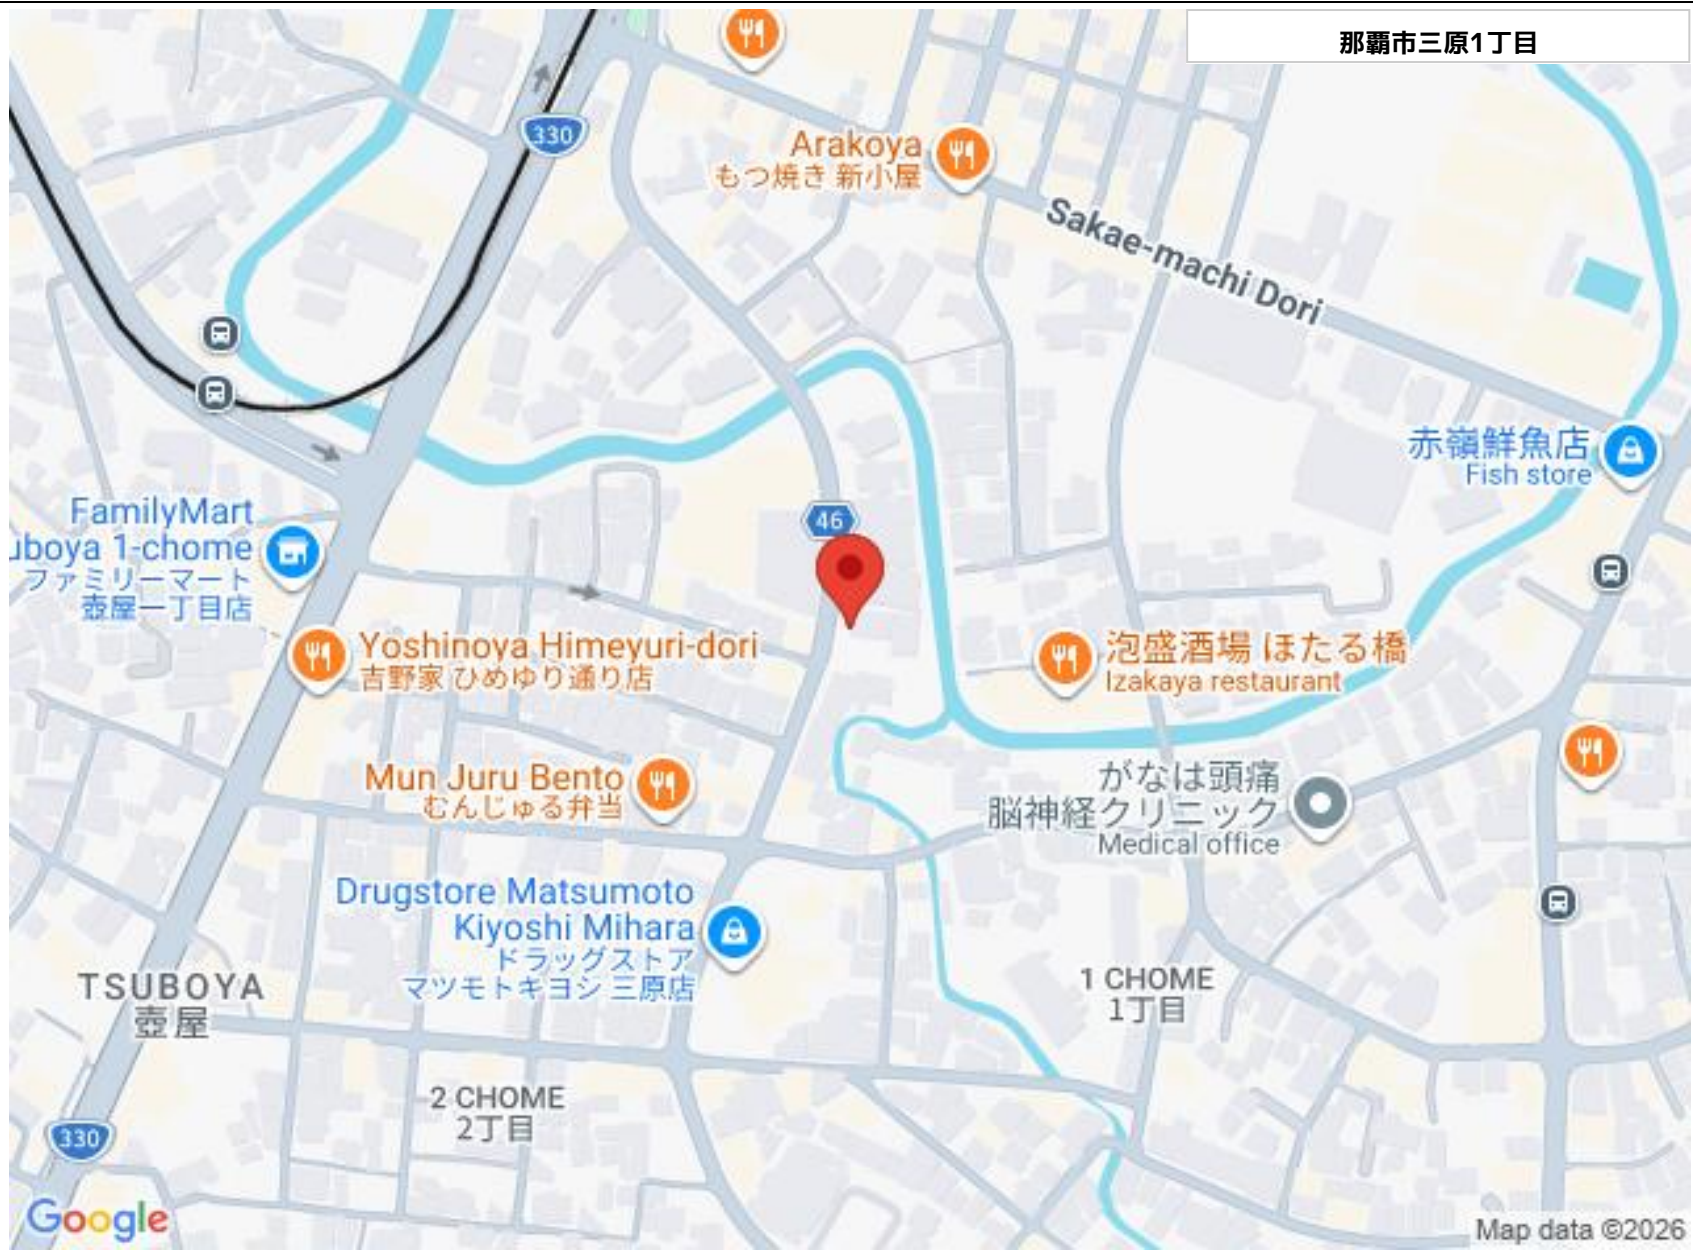 那覇市三原1丁目
330
Arakoya
もつ焼き 新小屋
Sakae-machi Dori
赤嶺鮮魚店
Fish store
46
FamilyMart
uboya 1-chome
ファミリーマート
壺屋一丁目店
Yoshinoya Himeyuri-dori
吉野家 ひめゆり通り店
泡盛酒場 ほたる橋
Izakaya restaurant
Mun Juru Bento
むんじゅる弁当
がなは頭痛
脳神経クリニック
Medical office
Drugstore Matsumoto
Kiyoshi Mihara
ドラッグストア
マツモトキヨシ 三原店
TSUBOYA
壺屋
1 CHOME
1丁目
2 CHOME
2丁目
330
Google
Map data ©2026